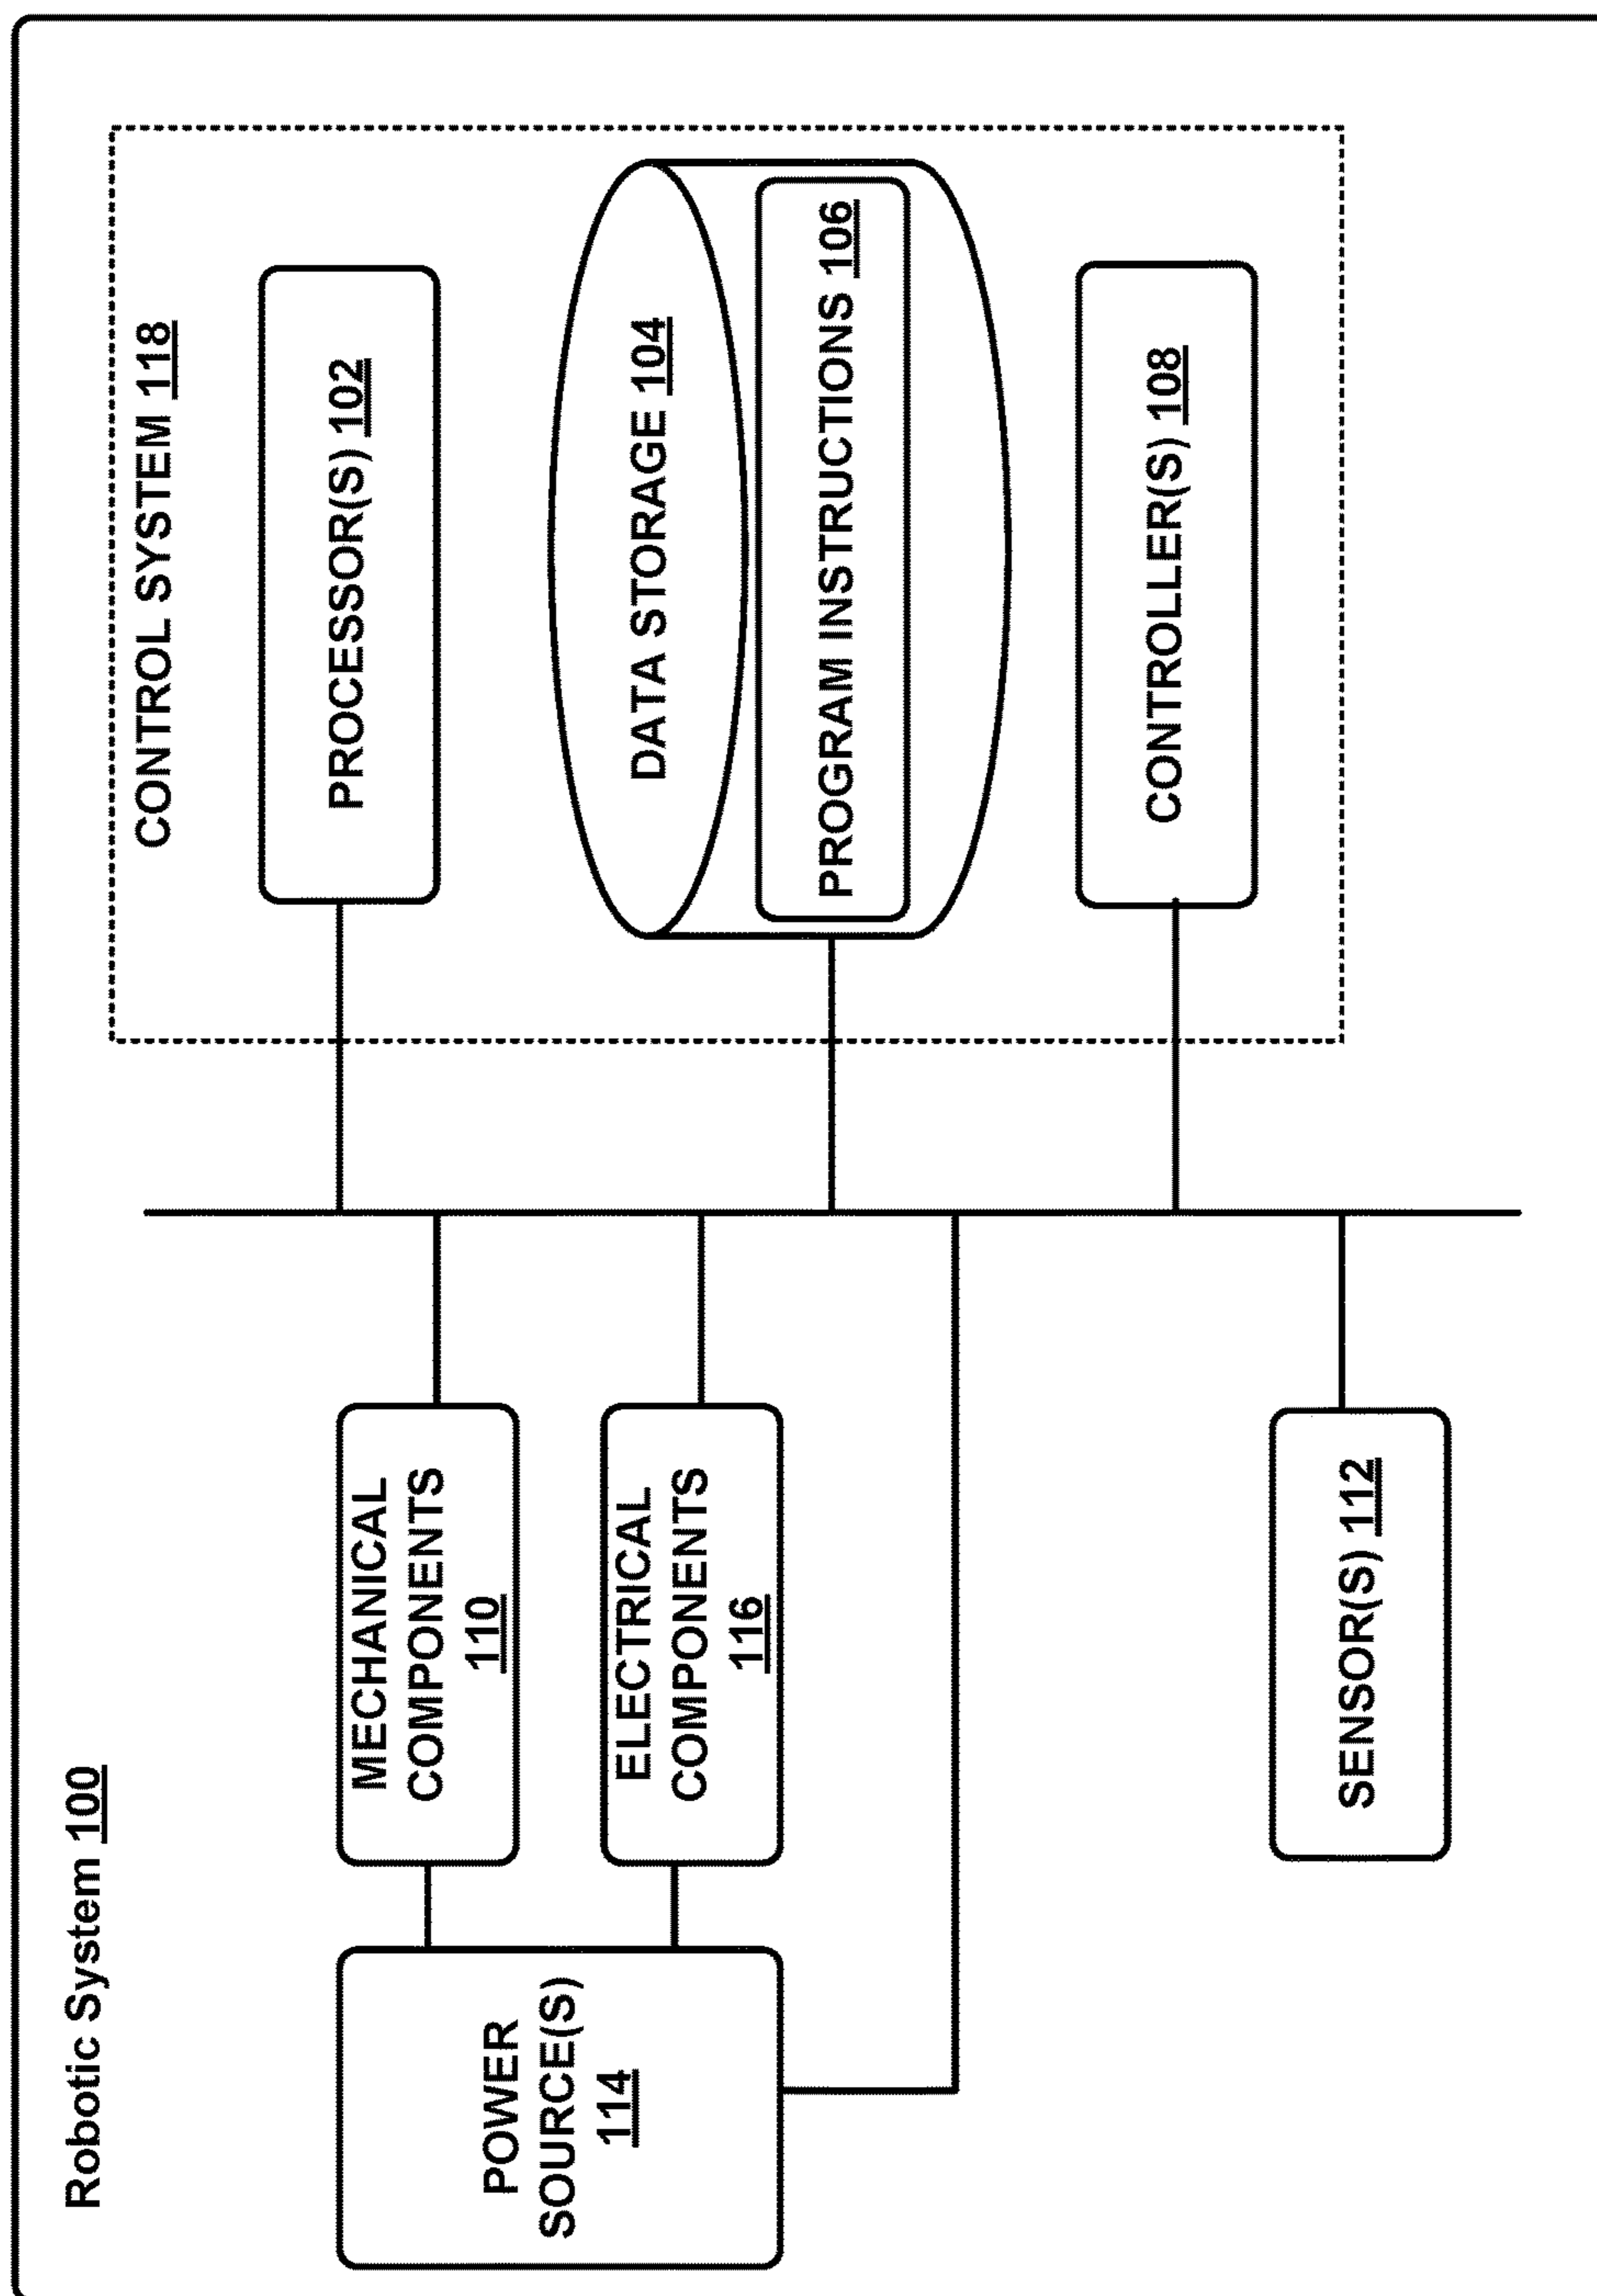 Robotic System 100
POWER
SOURCE(S)
114
MECHANICAL
COMPONENTS
110
ELECTRICAL
COMPONENTS
116
SENSOR(S) 112
CONTROL SYSTEM 118
PROCESSOR(S) 102
DATA STORAGE 104
PROGRAM INSTRUCTIONS 106
CONTROLLER(S) 108